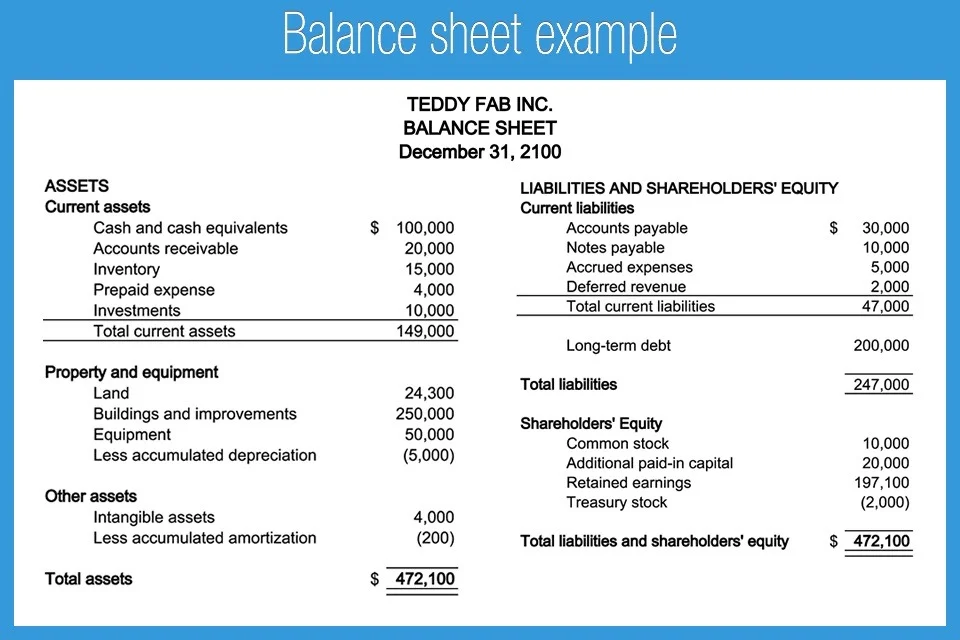 Balance sheet example
TEDDY FAB INC.
BALANCE SHEET
December 31, 2100
ASSETS
Current assets
Cash and cash equivalents $ 100,000
Accounts receivable 20,000
Inventory 15,000
Prepaid expense 4,000
Investments 10,000
Total current assets 149,000
Property and equipment
Land 24,300
Buildings and improvements 250,000
Equipment 50,000
Less accumulated depreciation (5,000)
Other assets
Intangible assets 4,000
Less accumulated amortization (200)
Total assets $ 472,100
LIABILITIES AND SHAREHOLDERS' EQUITY
Current liabilities
Accounts payable $ 30,000
Notes payable 10,000
Accrued expenses 5,000
Deferred revenue 2,000
Total current liabilities 47,000
Long-term debt 200,000
Total liabilities 247,000
Shareholders' Equity
Common stock 10,000
Additional paid-in capital 20,000
Retained earnings 197,100
Treasury stock (2,000)
Total liabilities and shareholders' equity $ 472,100